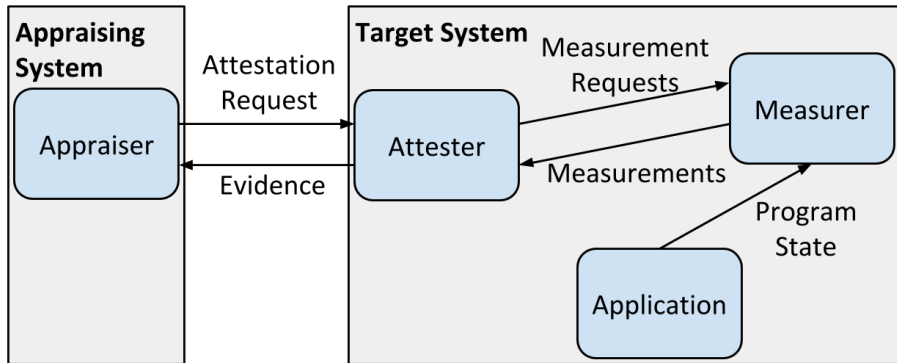 Appraising
System
Target System
Attestation
Request
Measurement
Requests
Appraiser
Attester
Measurer
Evidence
Measurements
Program
State
Application